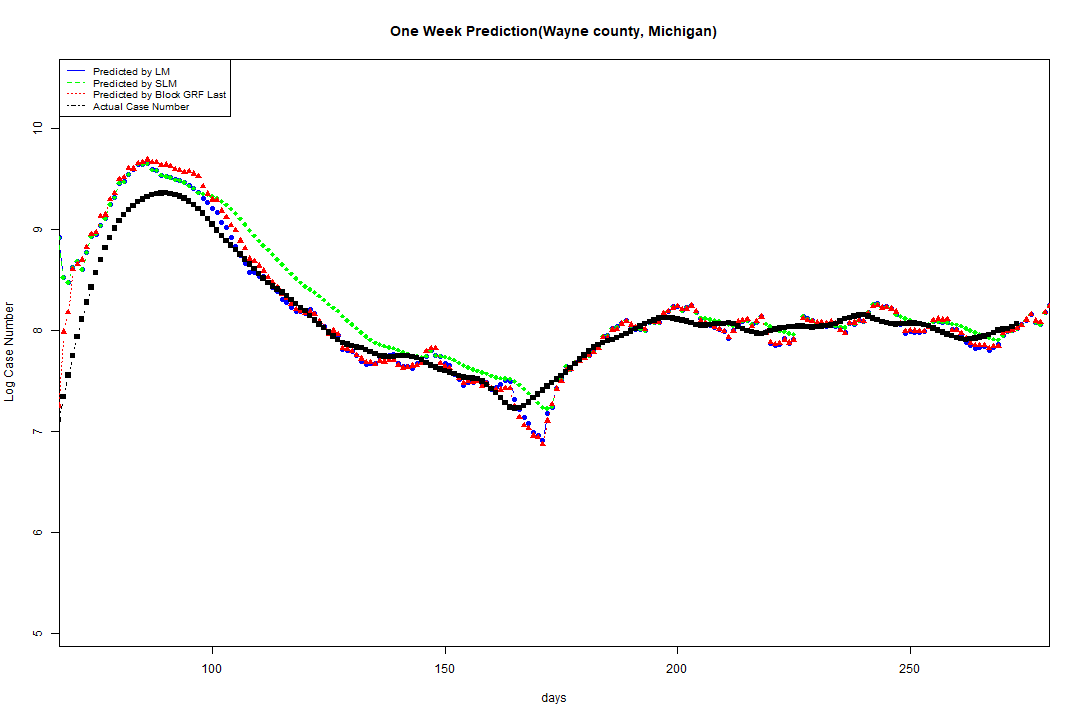 One Week Prediction(Wayne county, Michigan)
Predicted by LM
Predicted by SLM
Predicted by Block GRF Last
Actual Case Number
10
9
8
7
6
5
Log Case Number
100
150
200
250
days